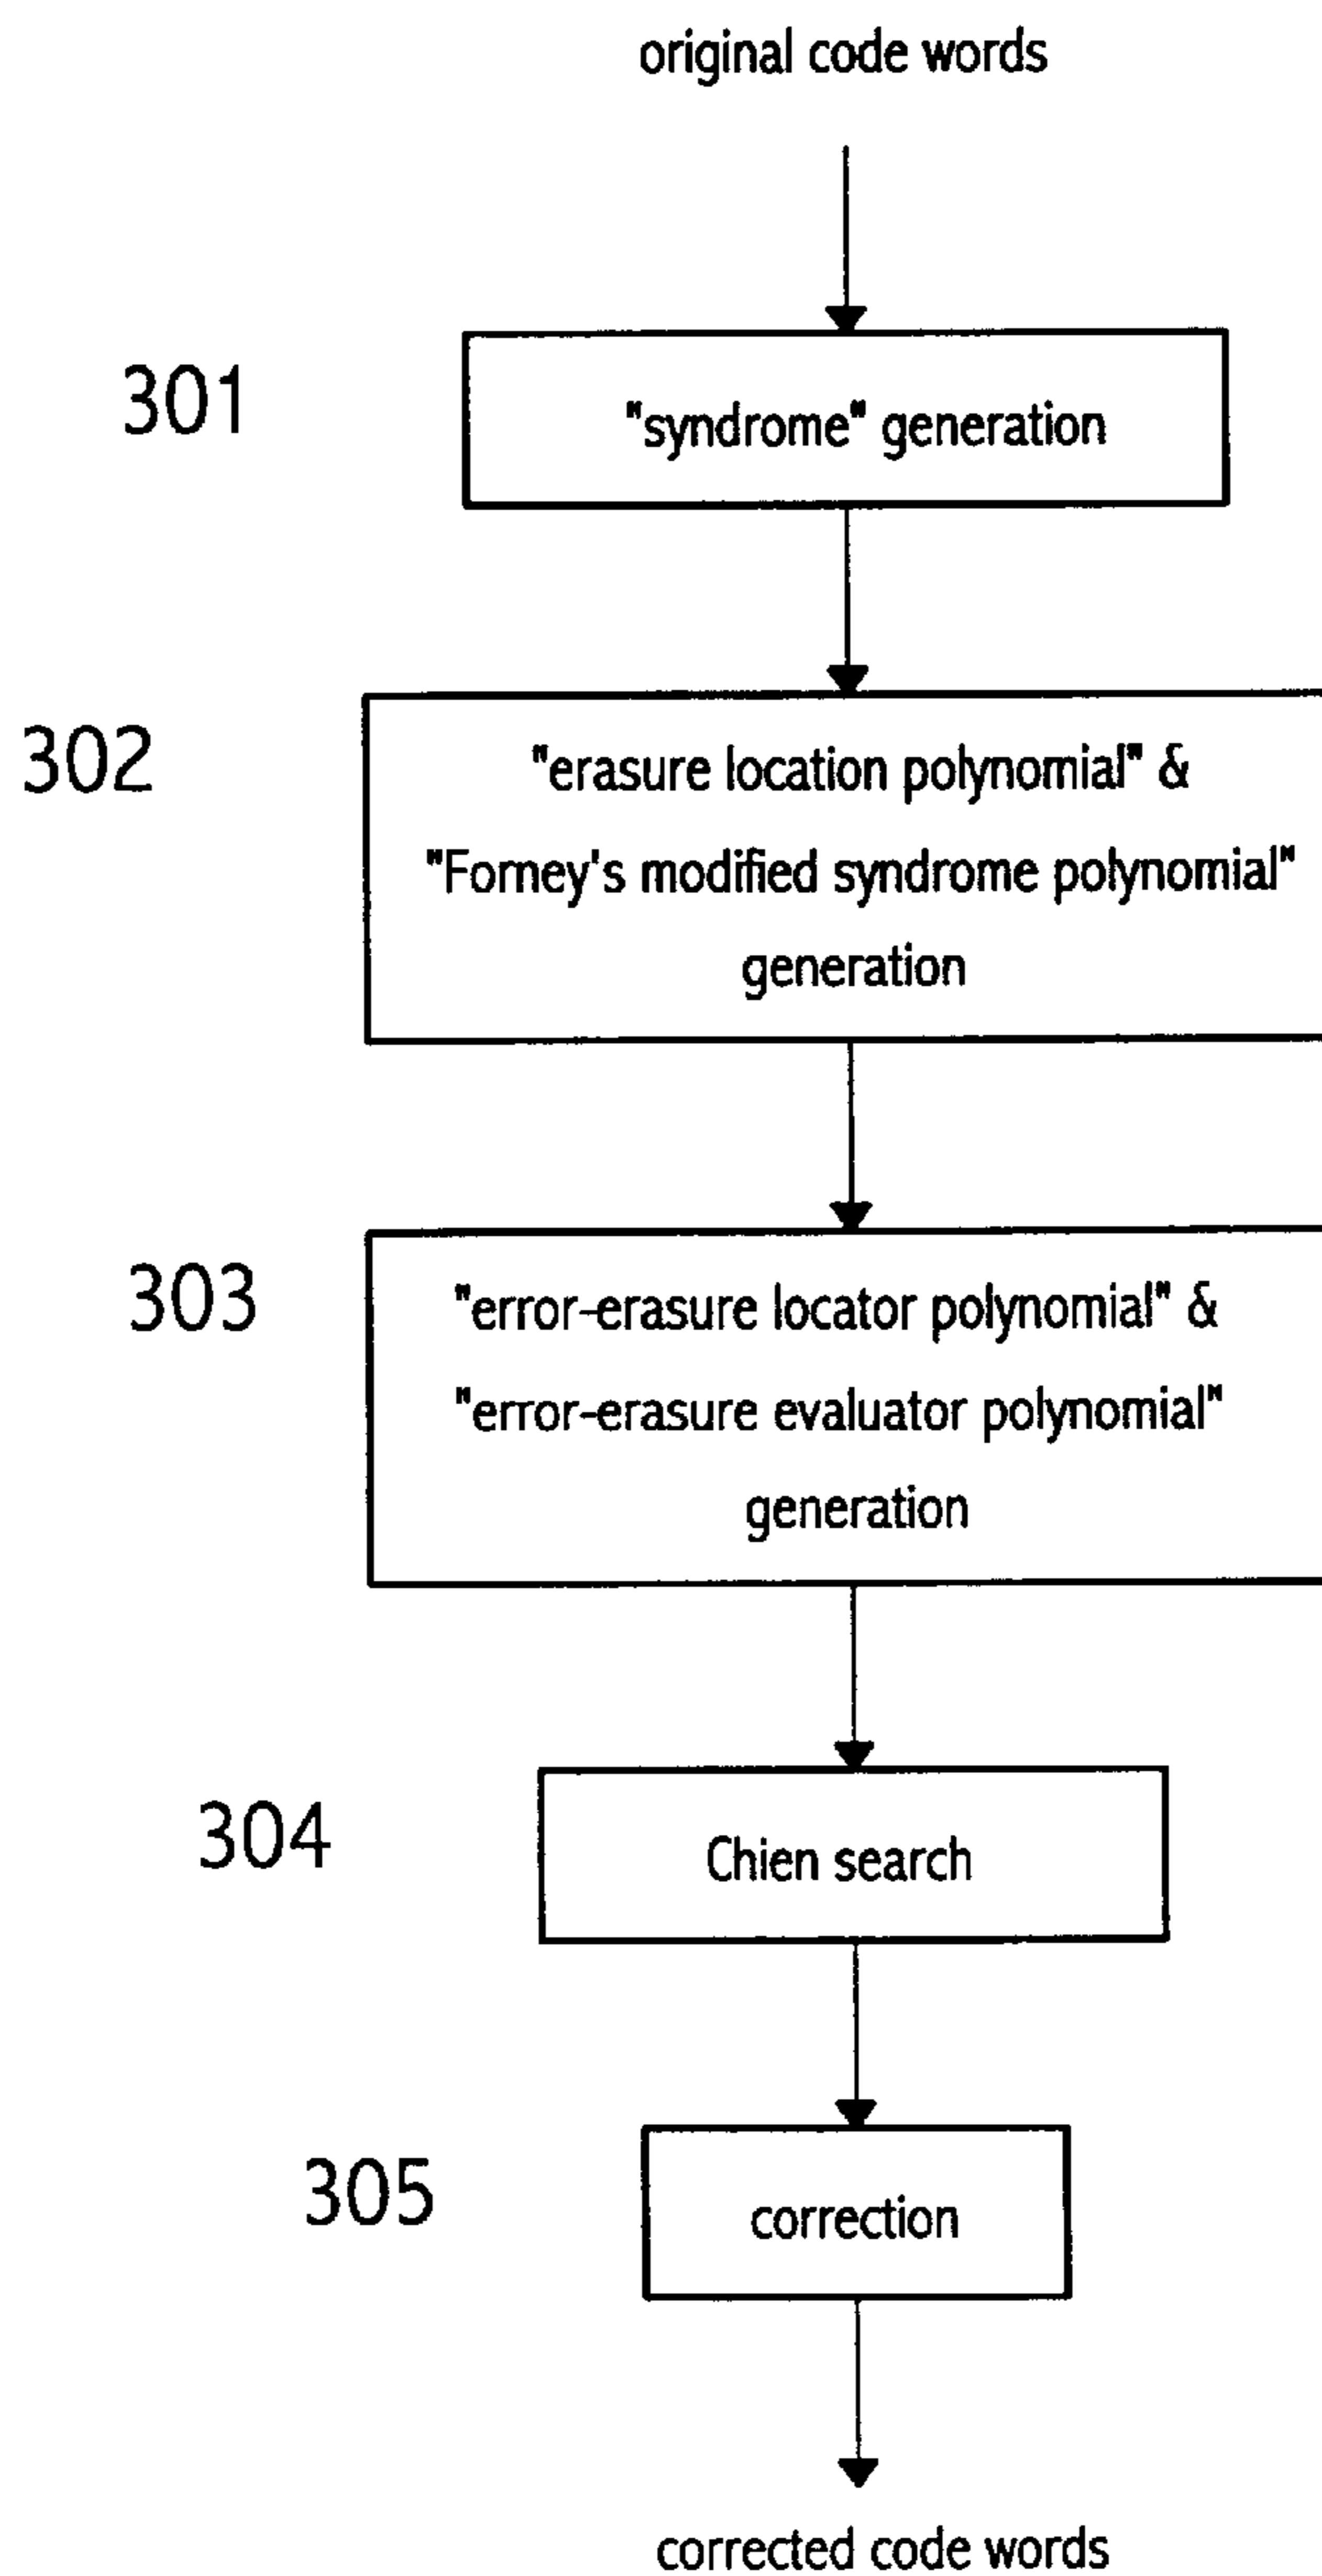 original code words
301
"syndrome" generation
302
"erasure location polynomial" &
"Forney's modified syndrome polynomial"
generation
303
"error-erasure locator polynomial" &
"error-erasure evaluator polynomial"
generation
304
Chien search
305
correction
corrected code words